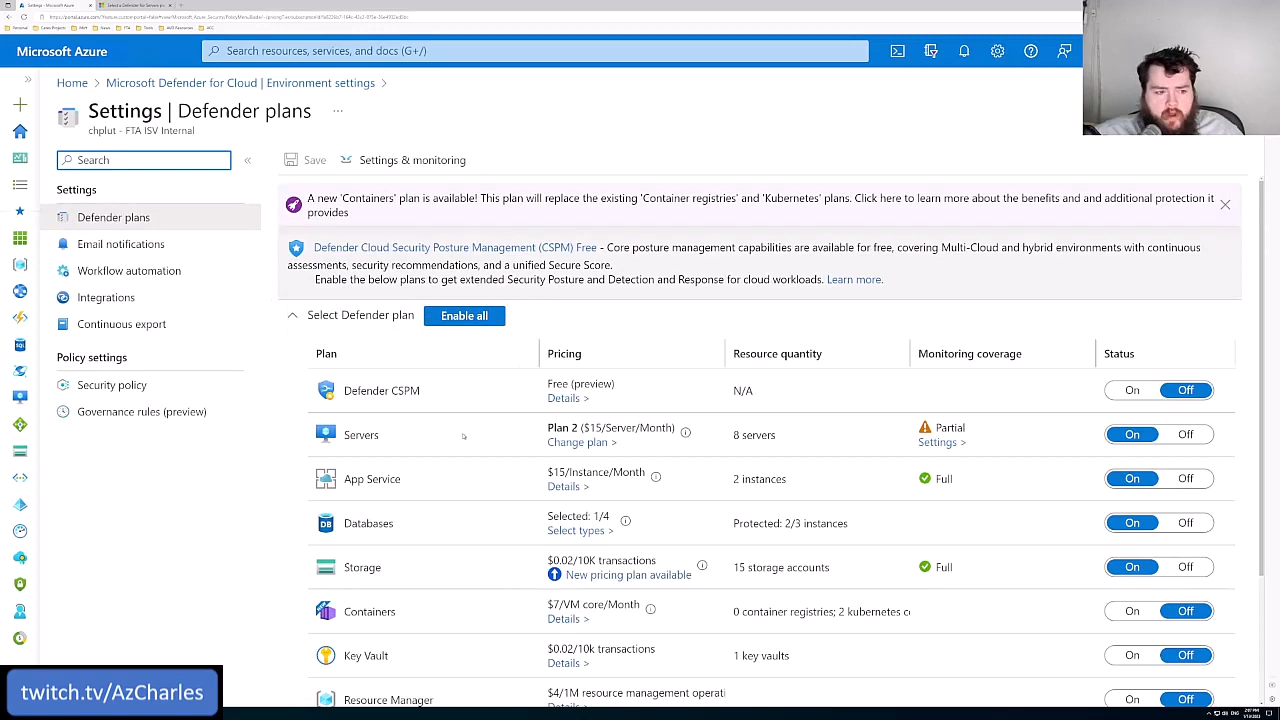 Settings - Microsoft Azure
Select a Defender for Servers p
Microsoft Azure
Search resources, services, and docs (G+/)
Home > Microsoft Defender for Cloud | Environment settings >
Settings | Defender plans
...
chplut - FTA ISV Internal
Search
«
Save
Settings & monitoring
Settings
Defender plans
Email notifications
Workflow automation
Integrations
Continuous export
Policy settings
Security policy
Governance rules (preview)
A new 'Containers' plan is available! This plan will replace the existing 'Container registries' and 'Kubernetes' plans. Click here to learn more about the benefits and and additional protection it
provides
Defender Cloud Security Posture Management (CSPM) Free - Core posture management capabilities are available for free, covering Multi-Cloud and hybrid environments with continuous
assessments, security recommendations, and a unified Secure Score.
Enable the below plans to get extended Security Posture and Detection and Response for cloud workloads. Learn more.
Select Defender plan Enable all
Plan Pricing Resource quantity Monitoring coverage Status
Defender CSPM Free (preview) N/A On Off
Details >
Servers Plan 2 ($15/Server/Month) 8 servers Partial On Off
Change plan > Settings >
App Service $15/Instance/Month 2 instances Full On Off
Details >
Databases Selected: 1/4 Protected: 2/3 instances On Off
Select types >
Storage $0.02/10K transactions 15 storage accounts Full On Off
New pricing plan available
Containers $7/VM core/Month 0 container registries; 2 kubernetes co On Off
Details >
Key Vault $0.02/10k transactions 1 key vaults On Off
Details >
Resource Manager $4/1M resource management operati On Off
twitch.tv/AzCharles